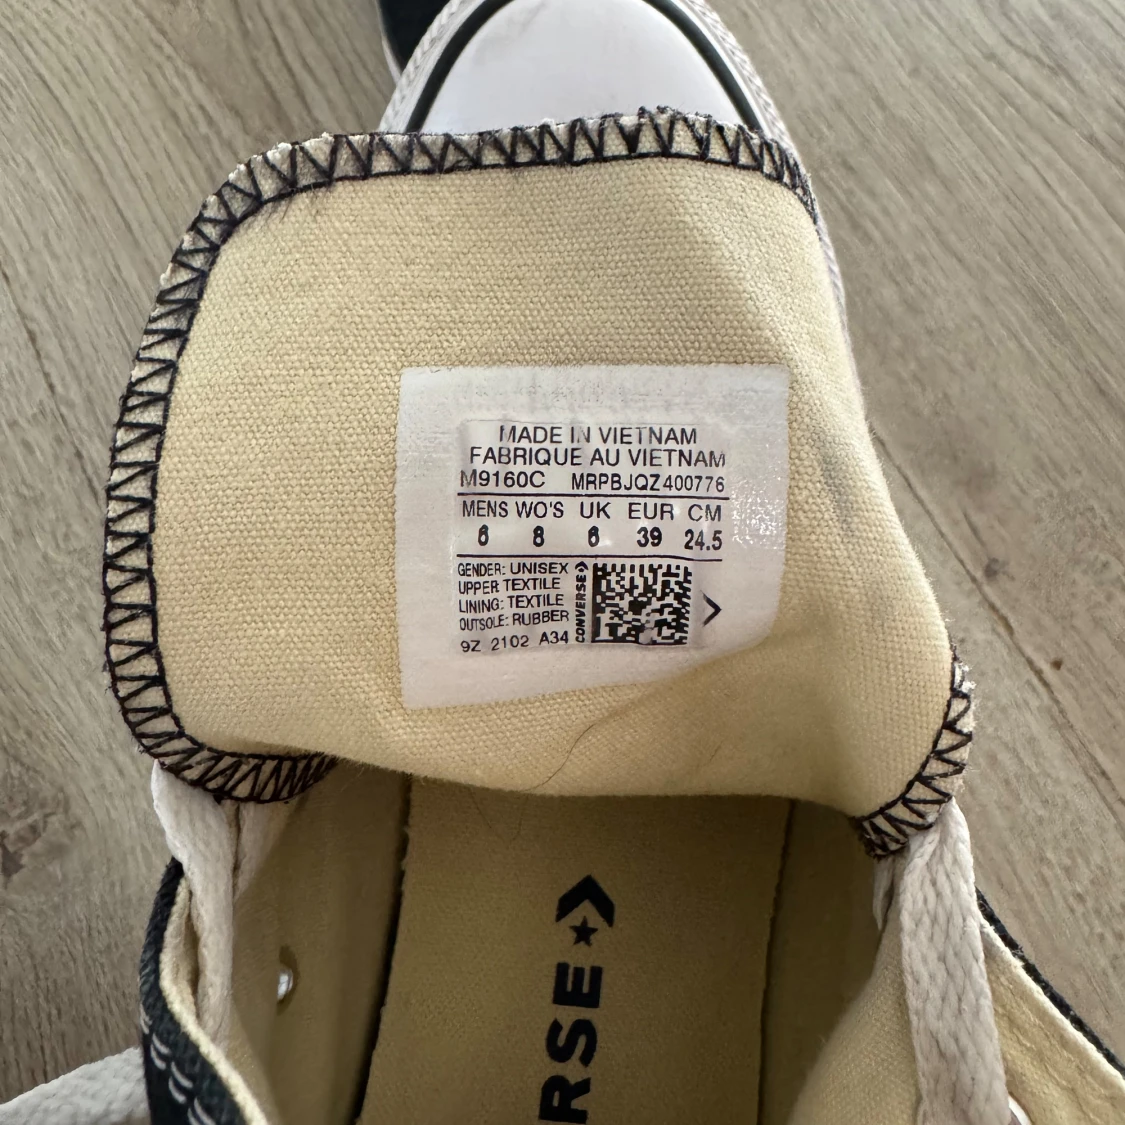 MADE IN VIETNAM
FABRIQUE AU VIETNAM
M9160C MRPBJQZ400776
MENS WO'S UK EUR CM
6 8 6 39 24.5
GENDER: UNISEX
UPPER: TEXTILE
LINING: TEXTILE
OUTSOLE: RUBBER
9Z 2102 A34
CONVERSE
RSE